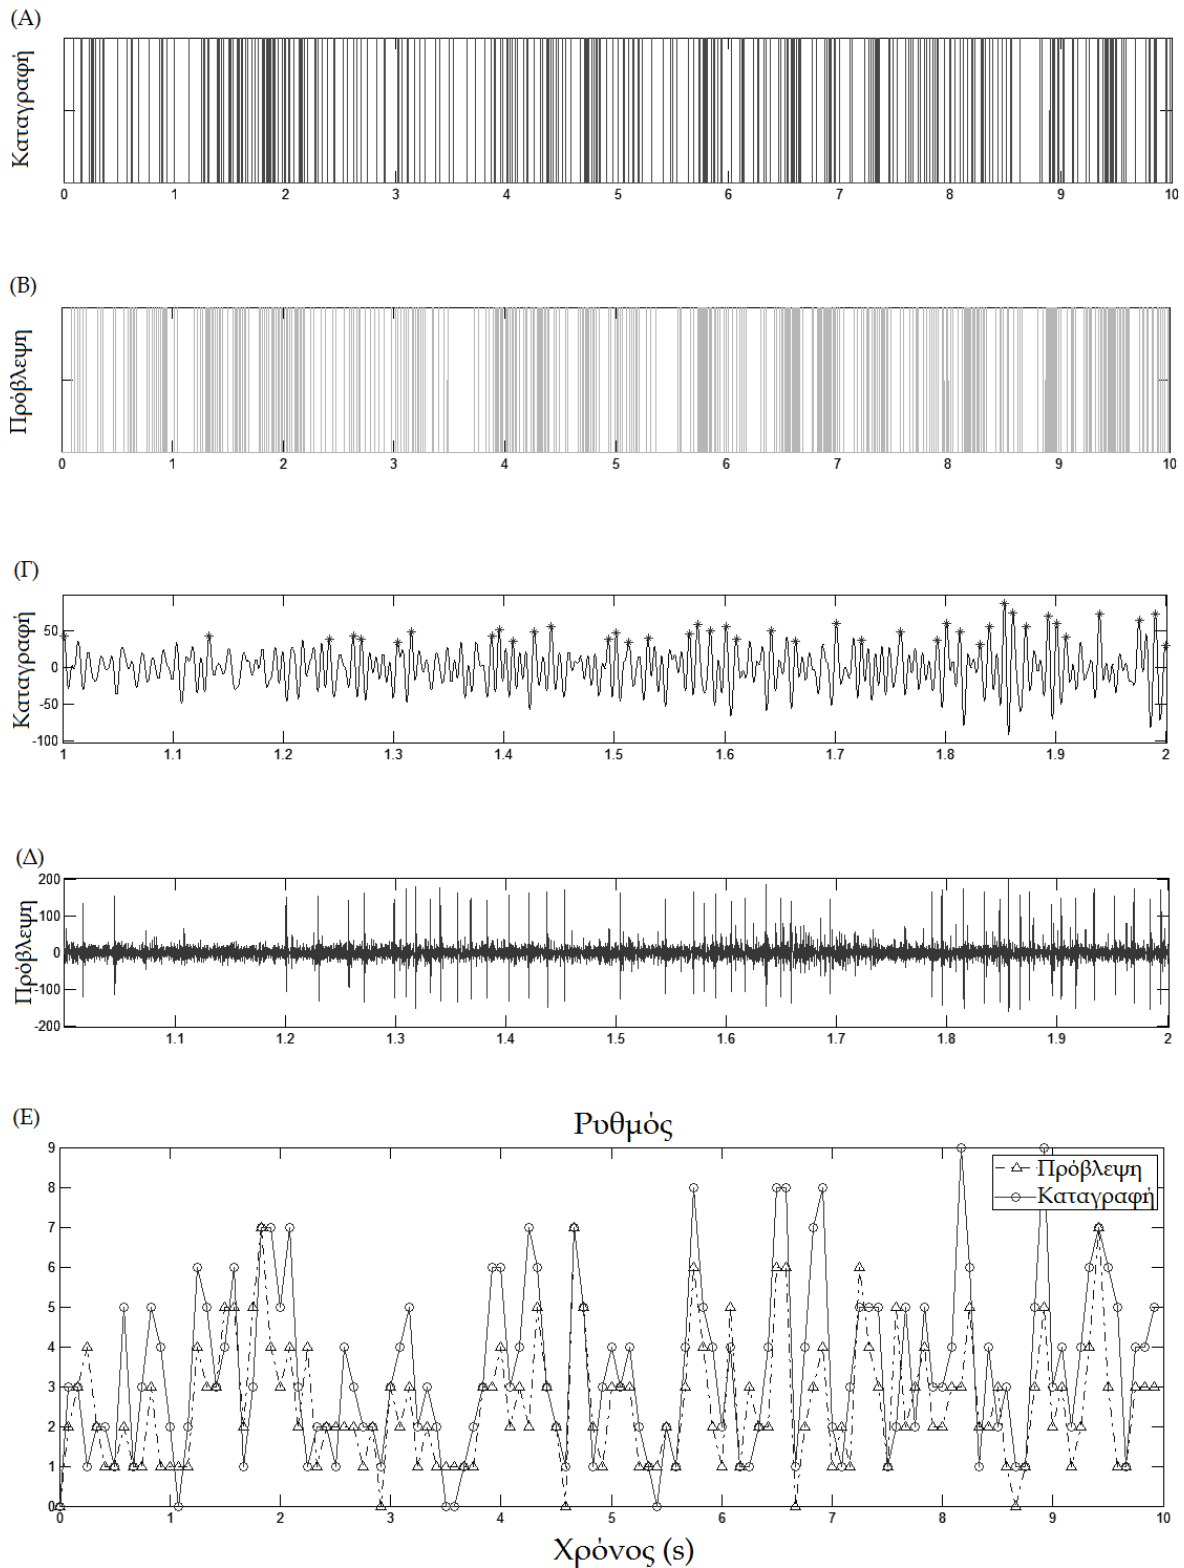 (Α)
Καταγραφή
0 1 2 3 4 5 6 7 8 9 10
(Β)
Πρόβλεψη
0 1 2 3 4 5 6 7 8 9 10
(Γ)
Καταγραφή
50
0
-50
-100
1 1.1 1.2 1.3 1.4 1.5 1.6 1.7 1.8 1.9 2
(Δ)
Πρόβλεψη
200
100
0
-100
-200
1.1 1.2 1.3 1.4 1.5 1.6 1.7 1.8 1.9 2
(Ε)
Ρυθμός
9
8
7
6
5
4
3
2
1
0
Πρόβλεψη
Καταγραφή
0 1 2 3 4 5 6 7 8 9 10
Χρόνος (s)